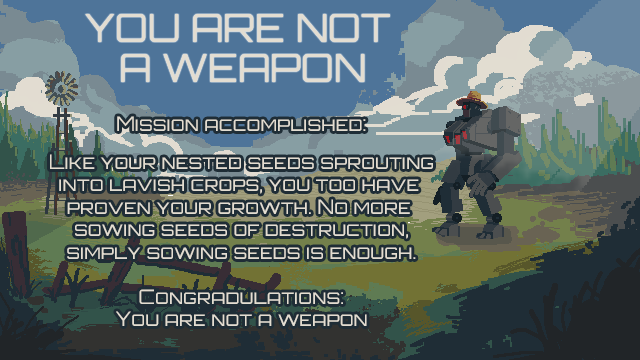 YOU ARE NOT
A WEAPON
MISSION ACCOMPLISHED:
LIKE YOUR NESTED SEEDS SPROUTING
INTO LAVISH CROPS, YOU TOO HAVE
PROVEN YOUR GROWTH. NO MORE
SOWING SEEDS OF DESTRUCTION,
SIMPLY SOWING SEEDS IS ENOUGH.
CONGRADULATIONS:
YOU ARE NOT A WEAPON